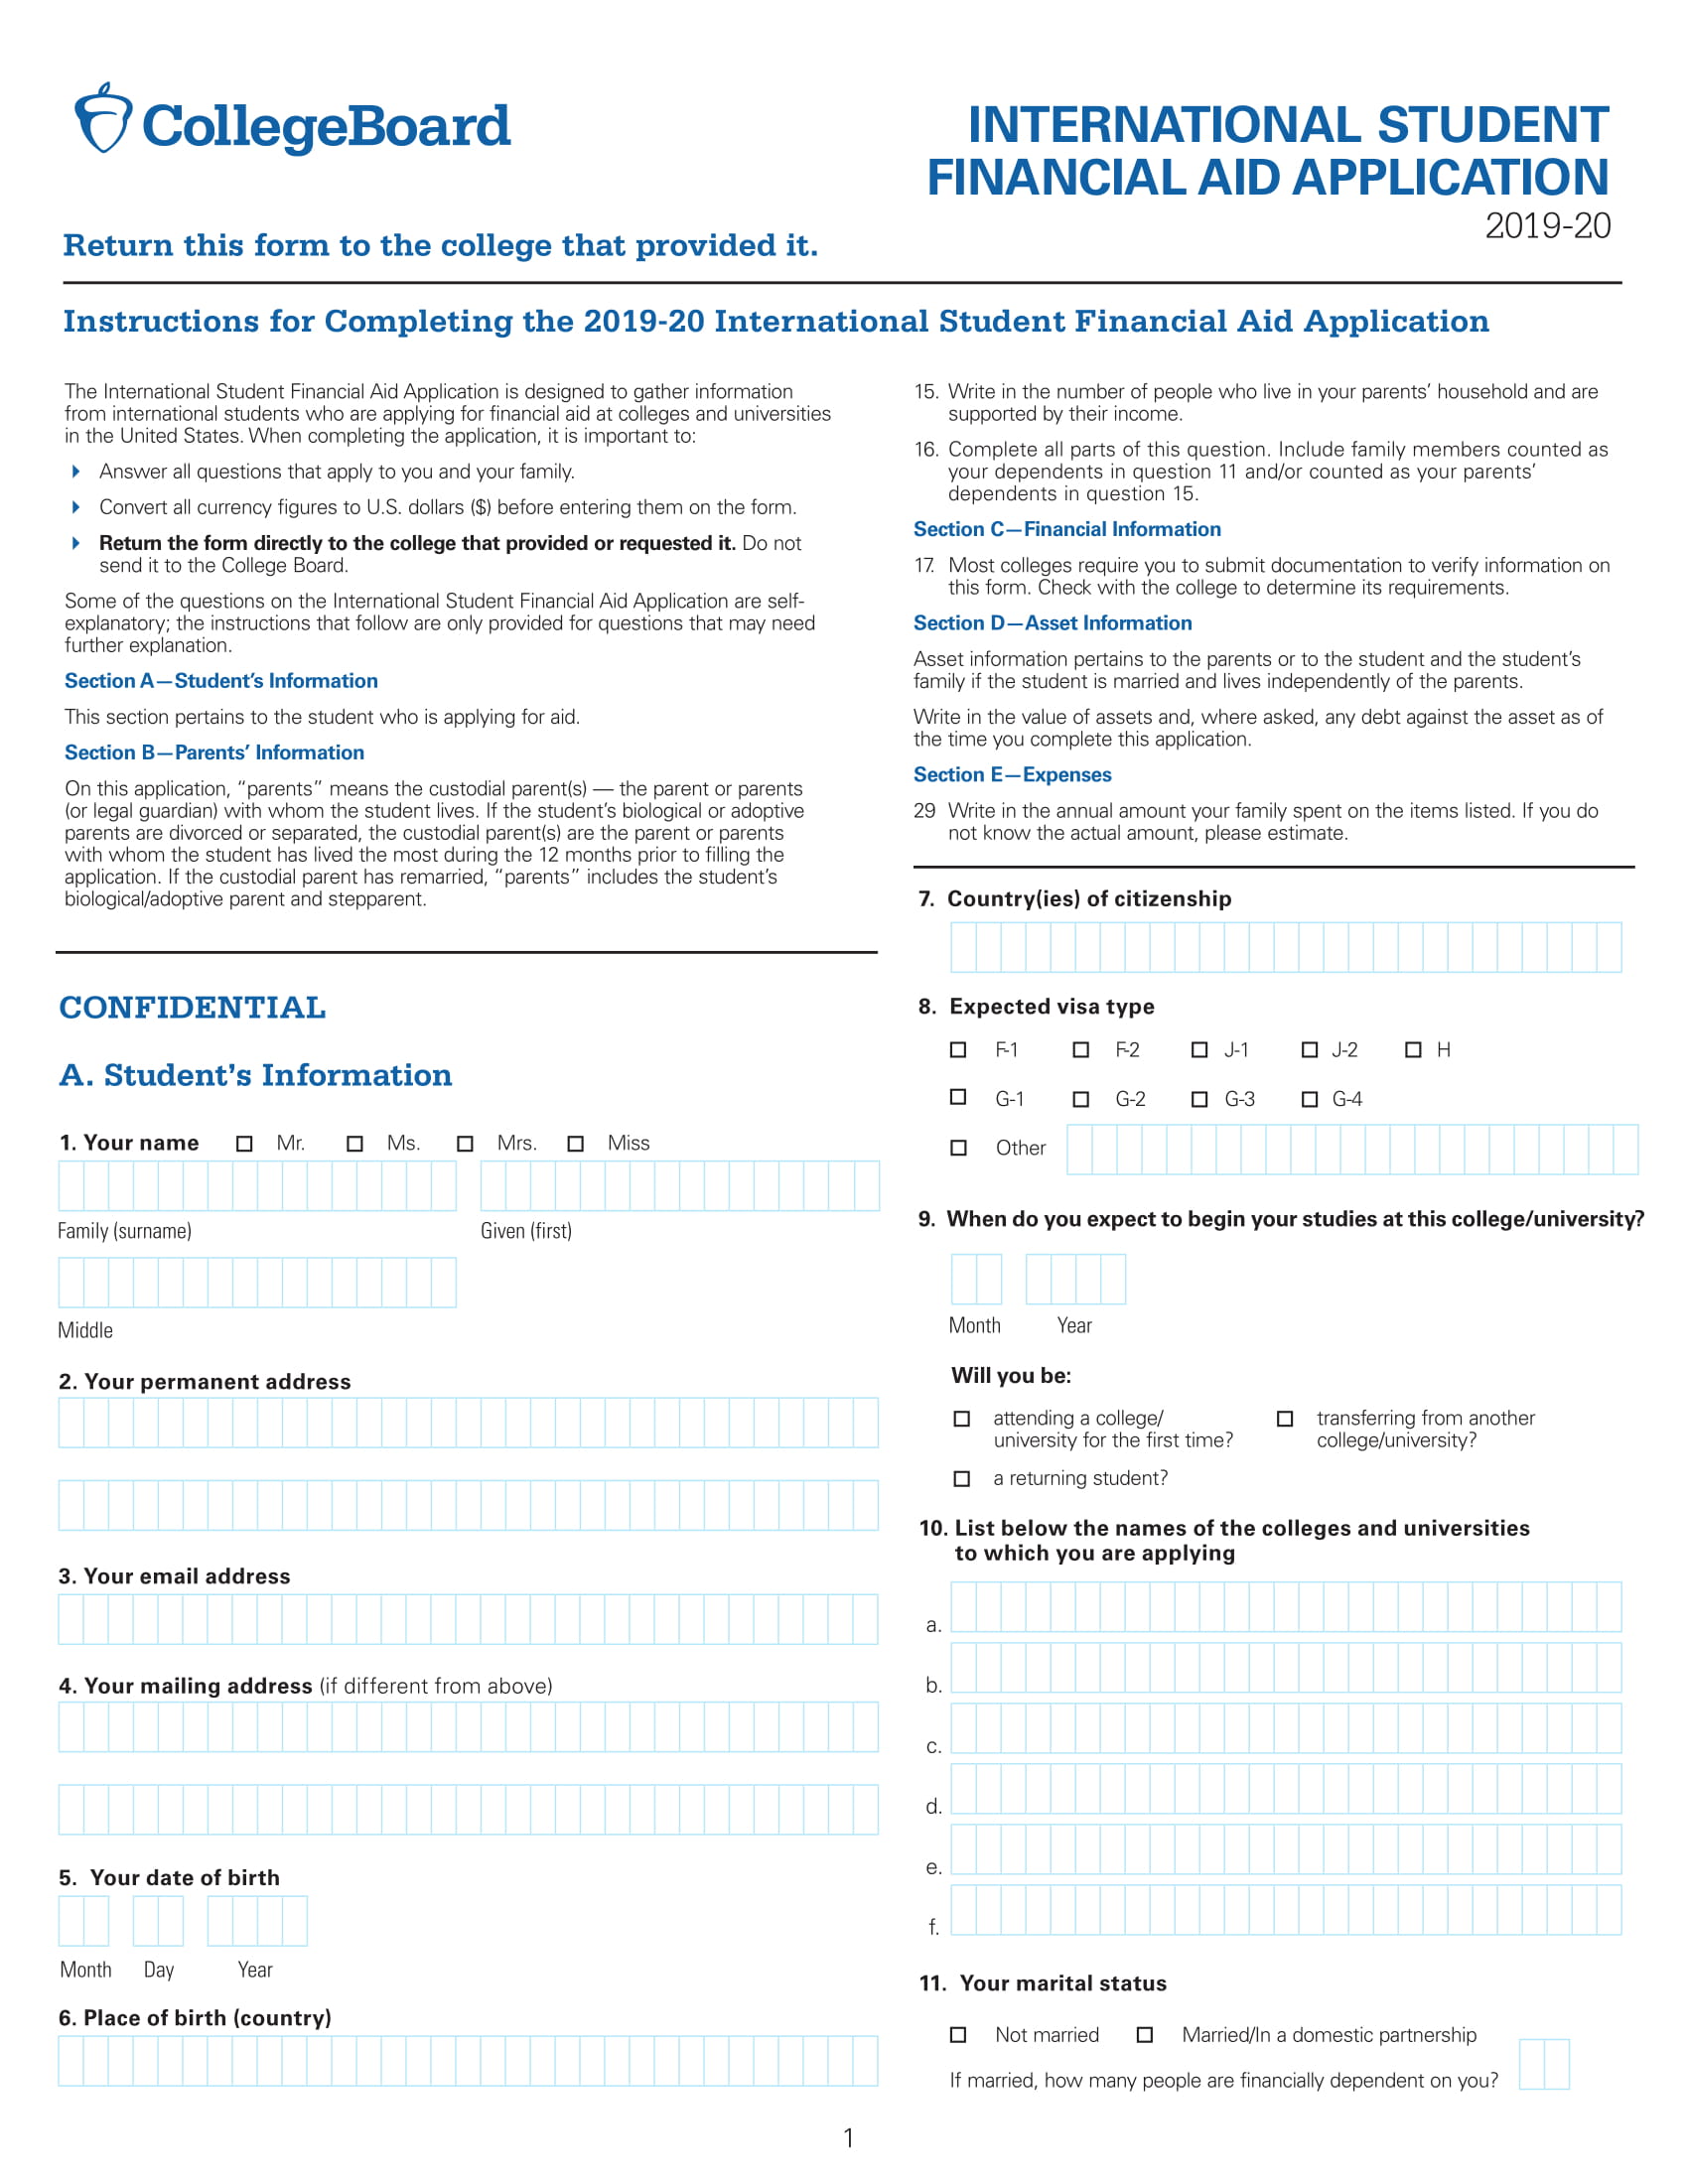 CollegeBoard
INTERNATIONAL STUDENT
FINANCIAL AID APPLICATION
2019-20
Return this form to the college that provided it.
Instructions for Completing the 2019-20 International Student Financial Aid Application
The International Student Financial Aid Application is designed to gather information
from international students who are applying for financial aid at colleges and universities
in the United States. When completing the application, it is important to:
Answer all questions that apply to you and your family.
Convert all currency figures to U.S. dollars ($) before entering them on the form.
Return the form directly to the college that provided or requested it. Do not
send it to the College Board.
Some of the questions on the International Student Financial Aid Application are self-
explanatory; the instructions that follow are only provided for questions that may need
further explanation.
Section A—Student's Information
This section pertains to the student who is applying for aid.
Section B—Parents' Information
On this application, “parents” means the custodial parent(s) — the parent or parents
(or legal guardian) with whom the student lives. If the student's biological or adoptive
parents are divorced or separated, the custodial parent(s) are the parent or parents
with whom the student has lived the most during the 12 months prior to filling the
application. If the custodial parent has remarried, “parents” includes the student's
biological/adoptive parent and stepparent.
15. Write in the number of people who live in your parents' household and are
supported by their income.
16. Complete all parts of this question. Include family members counted as
your dependents in question 11 and/or counted as your parents'
dependents in question 15.
Section C—Financial Information
17. Most colleges require you to submit documentation to verify information on
this form. Check with the college to determine its requirements.
Section D—Asset Information
Asset information pertains to the parents or to the student and the student's
family if the student is married and lives independently of the parents.
Write in the value of assets and, where asked, any debt against the asset as of
the time you complete this application.
Section E—Expenses
29 Write in the annual amount your family spent on the items listed. If you do
not know the actual amount, please estimate.
CONFIDENTIAL
A. Student's Information
1. Your name Mr. Ms. Mrs. Miss
Family (surname) Given (first)
Middle
2. Your permanent address
3. Your email address
4. Your mailing address (if different from above)
5. Your date of birth
Month Day Year
6. Place of birth (country)
7. Country(ies) of citizenship
8. Expected visa type
F-1 F-2 J-1 J-2 H
G-1 G-2 G-3 G-4
Other
9. When do you expect to begin your studies at this college/university?
Month Year
Will you be:
attending a college/
university for the first time?
transferring from another
college/university?
a returning student?
10. List below the names of the colleges and universities
to which you are applying
a.
b.
c.
d.
e.
f.
11. Your marital status
Not married Married/In a domestic partnership
If married, how many people are financially dependent on you?
1